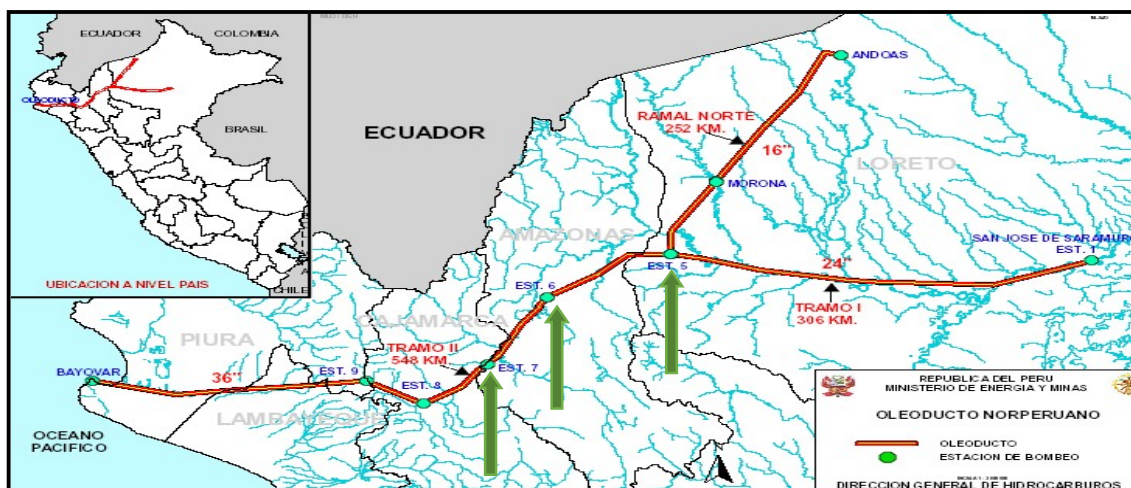 ECUADOR
COLOMBIA
OLEODUCTO
BRASIL
CHILE
UBICACION A NIVEL PAIS
ECUADOR
ANDOAS
RAMAL NORTE
252 KM.
16"
LORETO
MORONA
AMAZONAS
SAN JOSE DE SARAMURO
EST. 1
EST. 5
24"
TRAMO I
306 KM.
EST. 6
CAJAMARCA
TRAMO II
548 KM.
EST. 7
PIURA
BAYOVAR
36"
EST. 9
EST. 8
LAMBAYEQUE
OCEANO
PACIFICO
REPUBLICA DEL PERU
MINISTERIO DE ENERGIA Y MINAS
OLEODUCTO NORPERUANO
OLEODUCTO
ESTACION DE BOMBEO
DIRECCION GENERAL DE HIDROCARBUROS